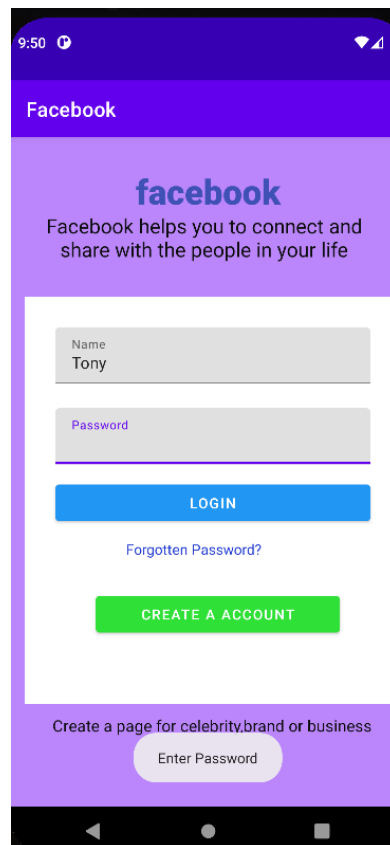 9:50
Facebook
facebook
Facebook helps you to connect and
share with the people in your life
Name
Tony
Password
LOGIN
Forgotten Password?
CREATE A ACCOUNT
Create a page for celebrity,brand or business
Enter Password